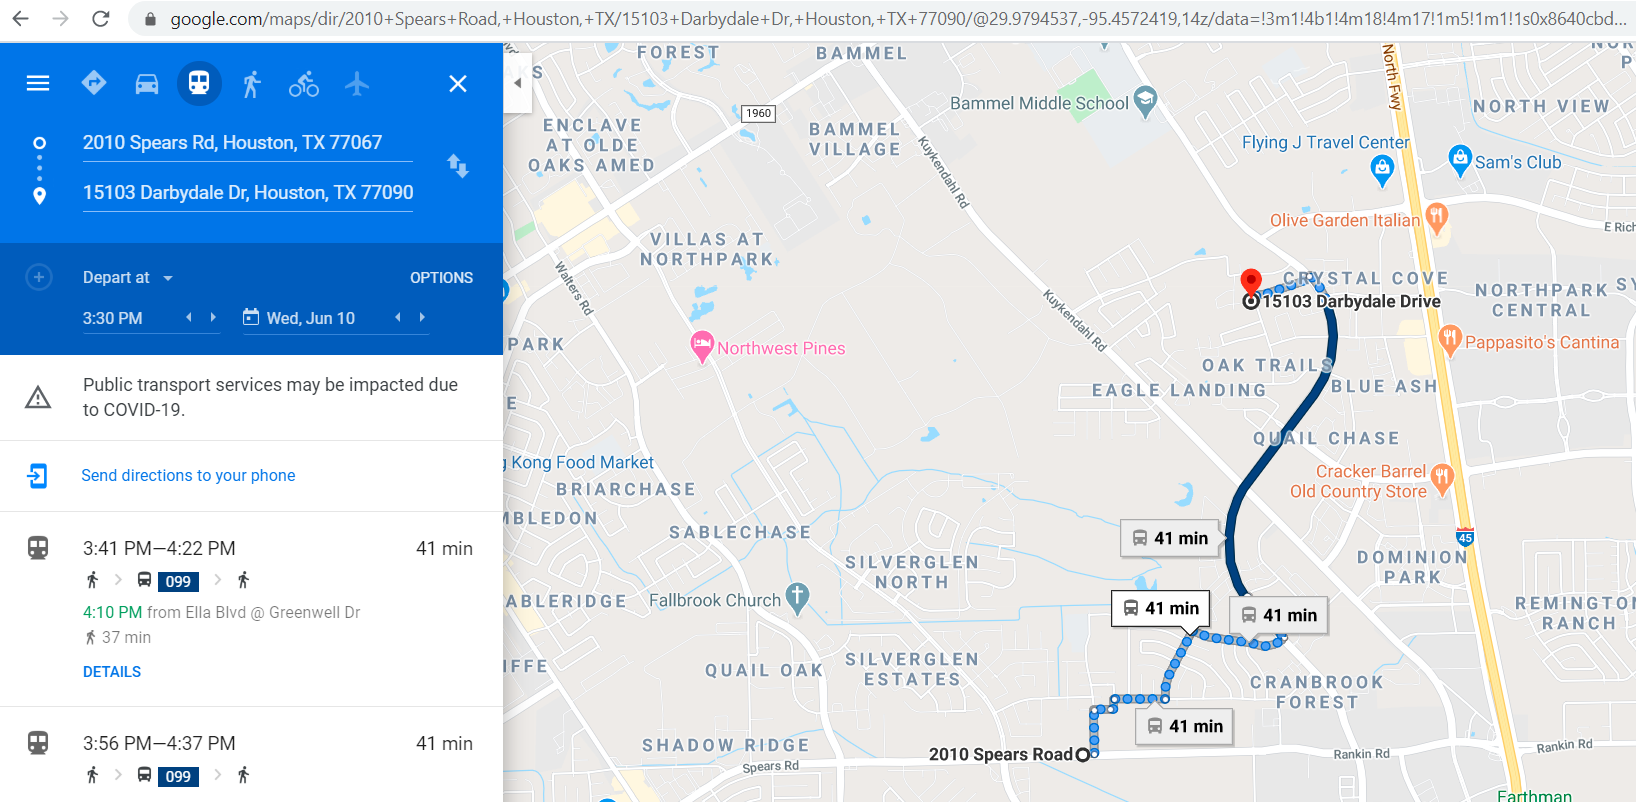 google.com/maps/dir/2010+Spears+Road,+Houston,+TX/15103+Darbydale+Dr,+Houston,+TX+77090/@29.9794537,-95.4572419,14z/data=!3m1!4b1!4m18!4m17!1m5!1m1!1s0x8640cbd...
2010 Spears Rd, Houston, TX 77067
15103 Darbydale Dr, Houston, TX 77090
Depart at
OPTIONS
3:30 PM
Wed, Jun 10
Public transport services may be impacted due
to COVID-19.
Send directions to your phone
3:41 PM—4:22 PM
41 min
099
4:10 PM from Ella Blvd @ Greenwell Dr
37 min
DETAILS
3:56 PM—4:37 PM
41 min
099
FOREST
BAMMEL
1960
ENCLAVE
AT OLDE
OAKS AMED
BAMMEL
VILLAGE
Bammel Middle School
North Fwy
NORTH VIEW
Flying J Travel Center
Sam's Club
Kuykendahl Rd
Olive Garden Italian
E Rich
VILLAS AT
NORTHPARK
Walters Rd
CRYSTAL COVE
15103 Darbydale Drive
NORTHPARK
CENTRAL
Kuykendahl Rd
PARK
Northwest Pines
Pappasito's Cantina
OAK TRAILS
EAGLE LANDING
BLUE ASH
QUAIL CHASE
Kong Food Market
Cracker Barrel
Old Country Store
BRIARCHASE
MBLEDON
SABLECHASE
41 min
45
SILVERGLEN
NORTH
DOMINION
PARK
ABLERIDGE
Fallbrook Church
41 min
41 min
REMINGTON
RANCH
IFFE
QUAIL OAK
SILVERGLEN
ESTATES
CRANBROOK
FOREST
41 min
SHADOW RIDGE
2010 Spears Road
Spears Rd
Rankin Rd
Rankin Rd
Earthman